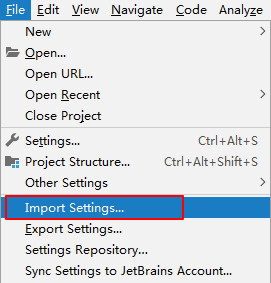 File Edit View Navigate Code Analyze
New
Open...
Open URL...
Open Recent
Close Project
Settings... Ctrl+Alt+S
Project Structure... Ctrl+Alt+Shift+S
Other Settings
Import Settings...
Export Settings...
Settings Repository...
Sync Settings to JetBrains Account...